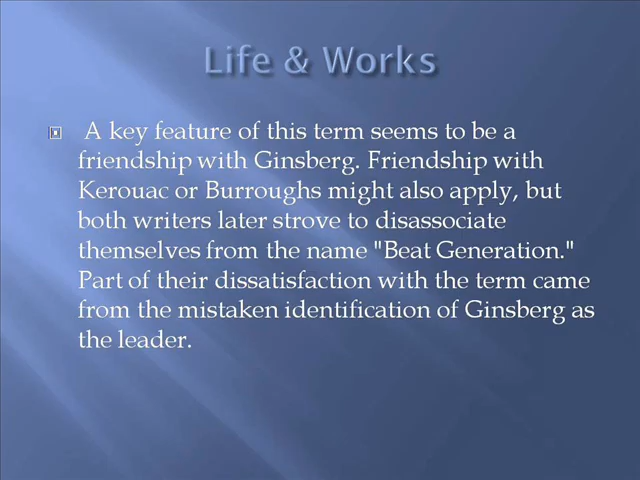 Life & Works
A key feature of this term seems to be a
friendship with Ginsberg. Friendship with
Kerouac or Burroughs might also apply, but
both writers later strove to disassociate
themselves from the name "Beat Generation."
Part of their dissatisfaction with the term came
from the mistaken identification of Ginsberg as
the leader.